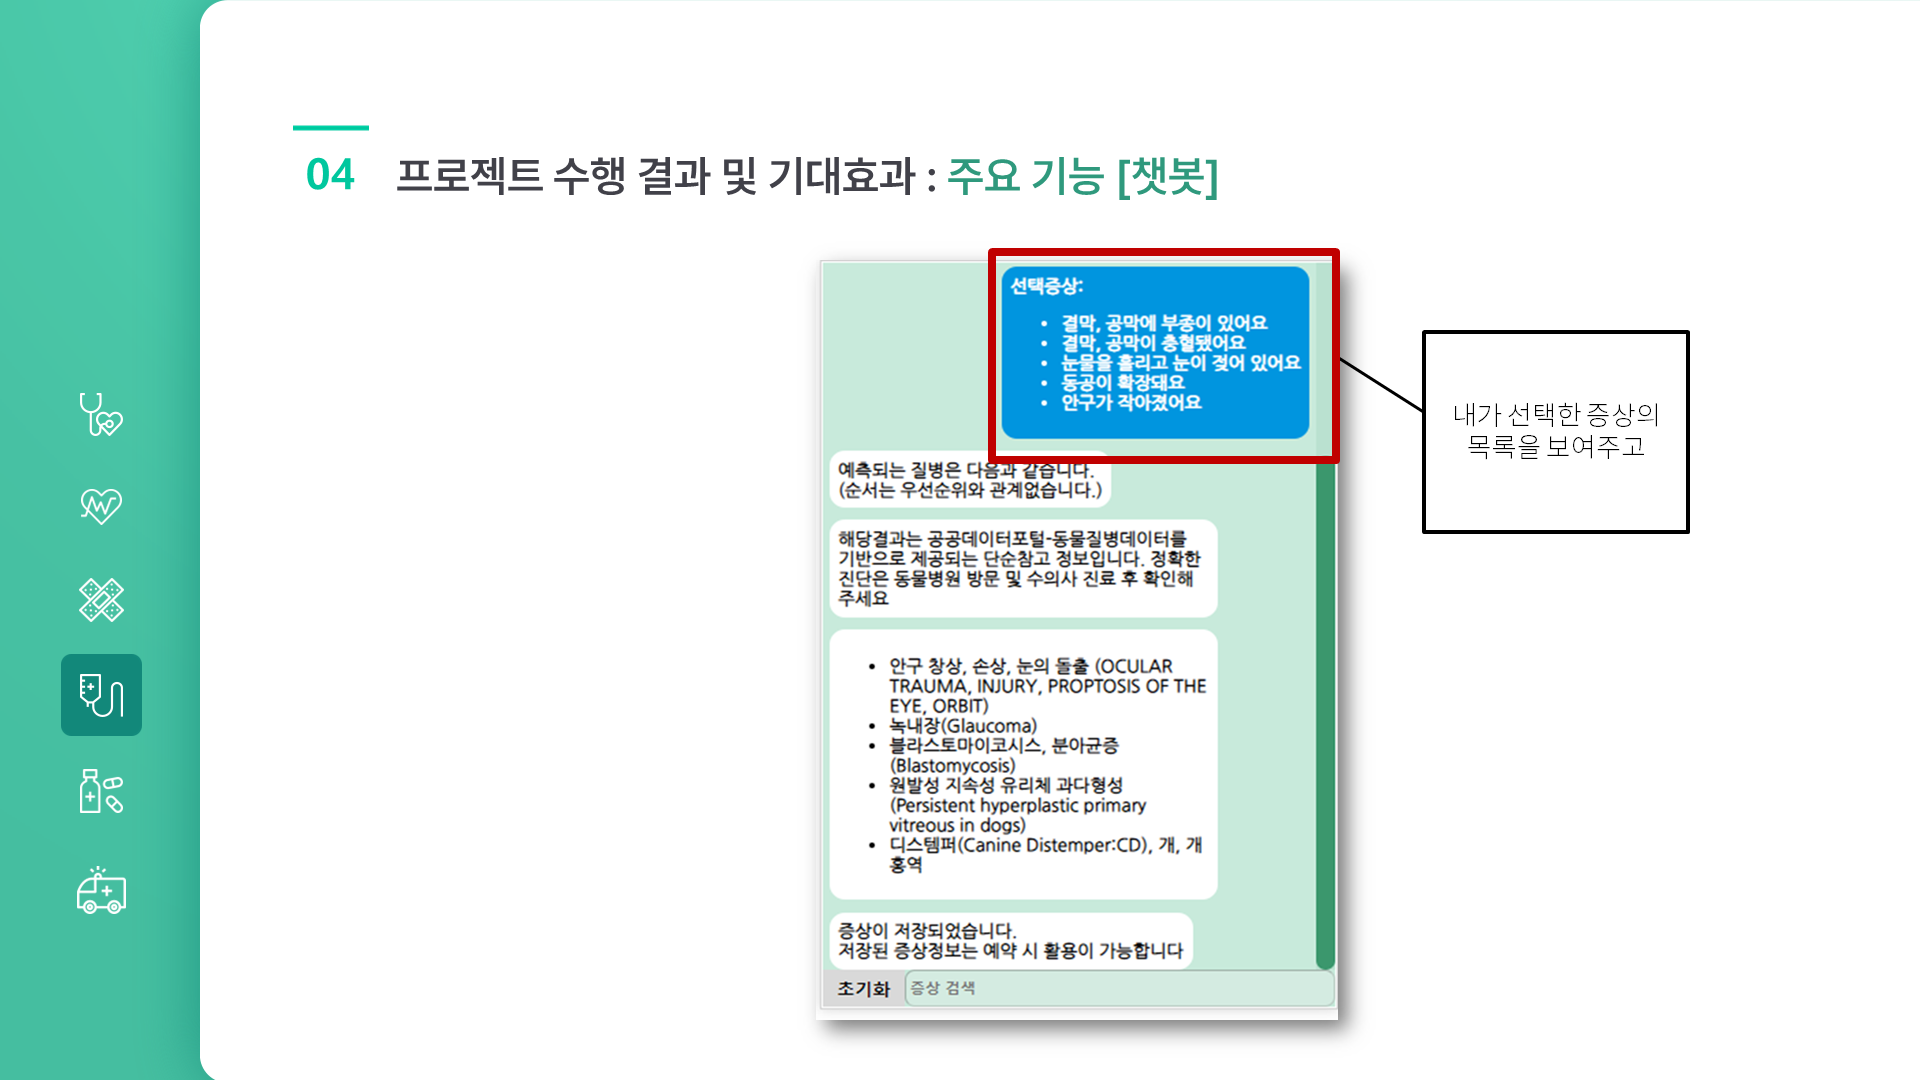 04 프로젝트 수행 결과 및 기대효과 : 주요 기능 [챗봇]
선택증상:
• 결막, 공막에 부종이 있어요
• 결막, 공막이 충혈됐어요
• 눈물을 흘리고 눈이 젖어 있어요
• 동공이 확장돼요
• 안구가 작아졌어요
내가 선택한 증상의
목록을 보여주고
예측되는 질병은 다음과 같습니다.
(순서는 우선순위와 관계없습니다.)
해당결과는 공공데이터포털-동물질병데이터를
기반으로 제공되는 단순참고 정보입니다. 정확한
진단은 동물병원 방문 및 수의사 진료 후 확인해
주세요
• 안구 창상, 손상, 눈의 돌출 (OCULAR
TRAUMA, INJURY, PROPTOSIS OF THE
EYE, ORBIT)
• 녹내장(Glaucoma)
• 블라스토마이코시스, 분아균증
(Blastomycosis)
• 원발성 지속성 유리체 과다형성
(Persistent hyperplastic primary
vitreous in dogs)
• 디스템퍼(Canine Distemper:CD), 개, 개
홍역
증상이 저장되었습니다.
저장된 증상정보는 예약 시 활용이 가능합니다
초기화 증상 검색